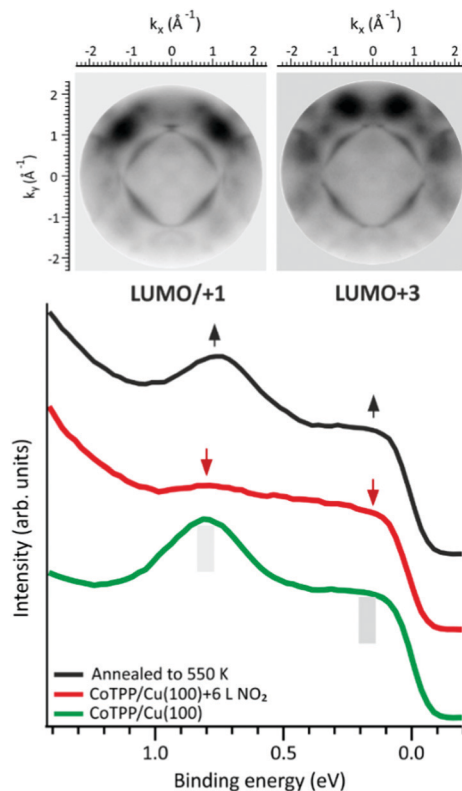 kₓ (Å⁻¹)
kₓ (Å⁻¹)
-2 -1 0 1 2
-2 -1 0 1 2
k_y (Å⁻¹)
2
1
0
-1
-2
LUMO/+1
LUMO+3
Intensity (arb. units)
Annealed to 550 K
CoTPP/Cu(100)+6 L NO₂
CoTPP/Cu(100)
1.0 0.5 0.0
Binding energy (eV)